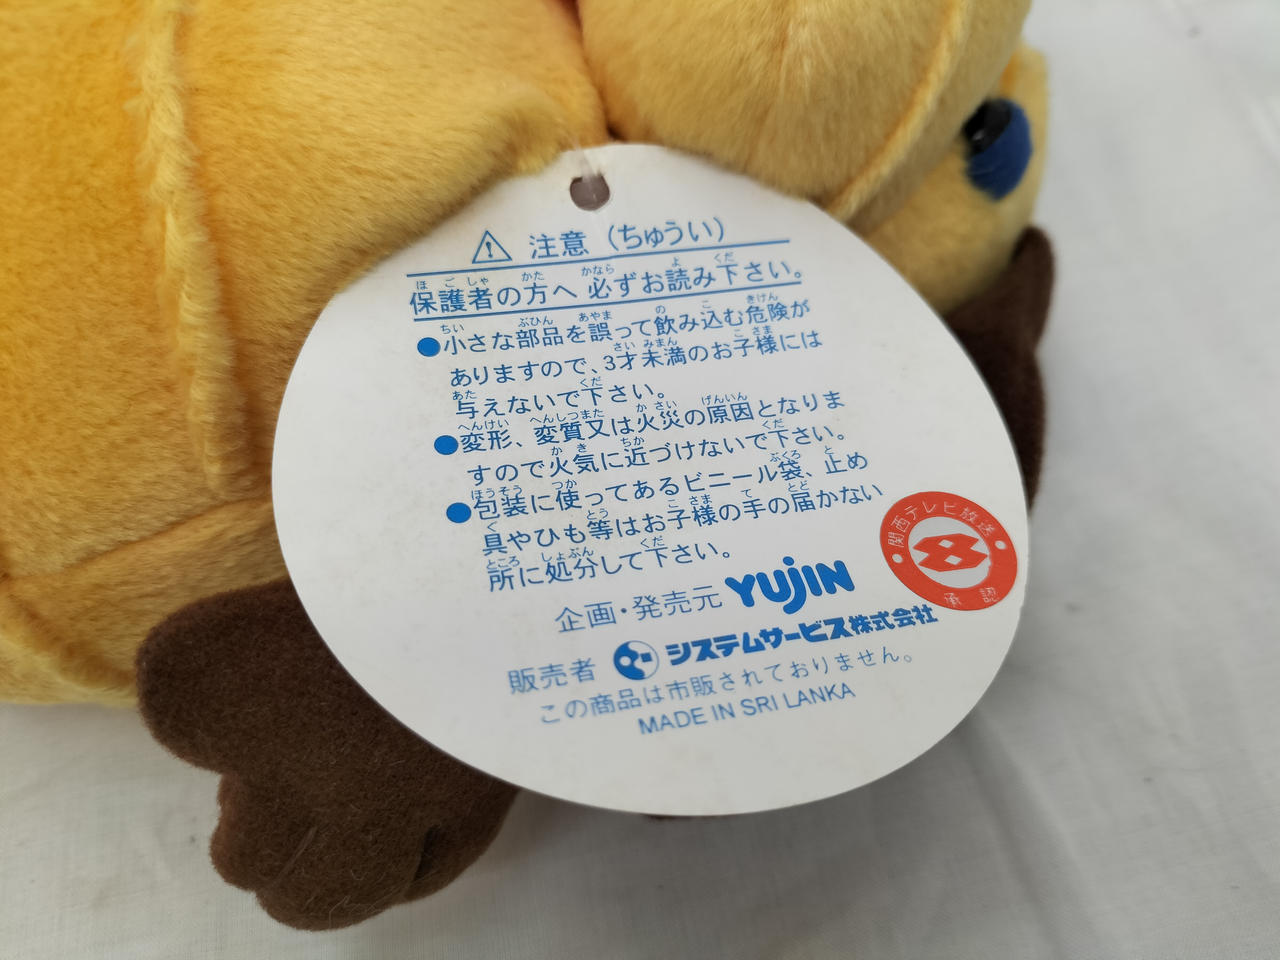 注意（ちゅうい）
保護者の方へ 必ずお読み下さい。
●小さな部品を誤って飲み込む危険が
ありますので、3才未満のお子様には
与えないで下さい。
●変形、変質又は火災の原因となりま
すので火気に近づけないで下さい。
●包装に使ってあるビニール袋、止め
具やひも等はお子様の手の届かない
所に処分して下さい。
企画・発売元 YUJIN
販売者 システムサービス株式会社
この商品は市販されておりません。
MADE IN SRI LANKA
関西テレビ放送
承認